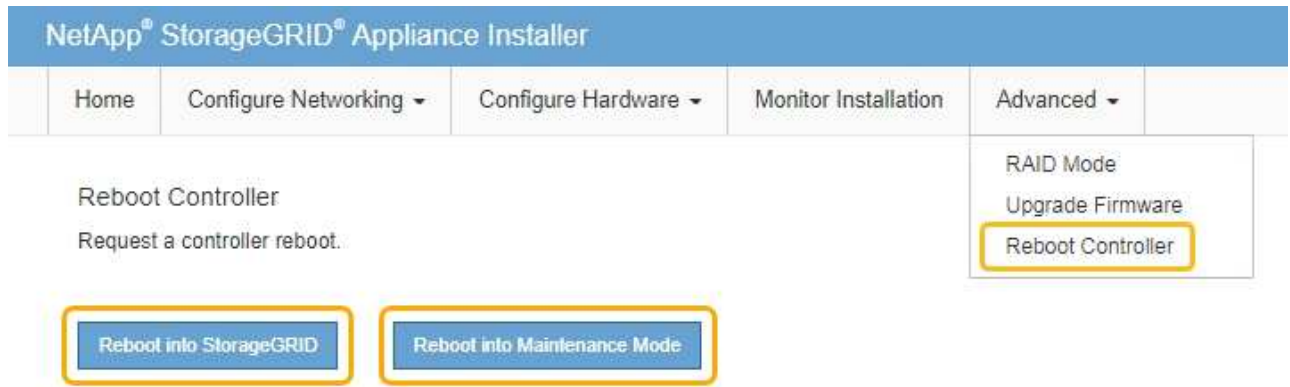 NetApp® StorageGRID® Appliance Installer
Home Configure Networking Configure Hardware Monitor Installation Advanced
RAID Mode
Upgrade Firmware
Reboot Controller
Reboot Controller
Request a controller reboot.
Reboot into StorageGRID Reboot into Maintenance Mode